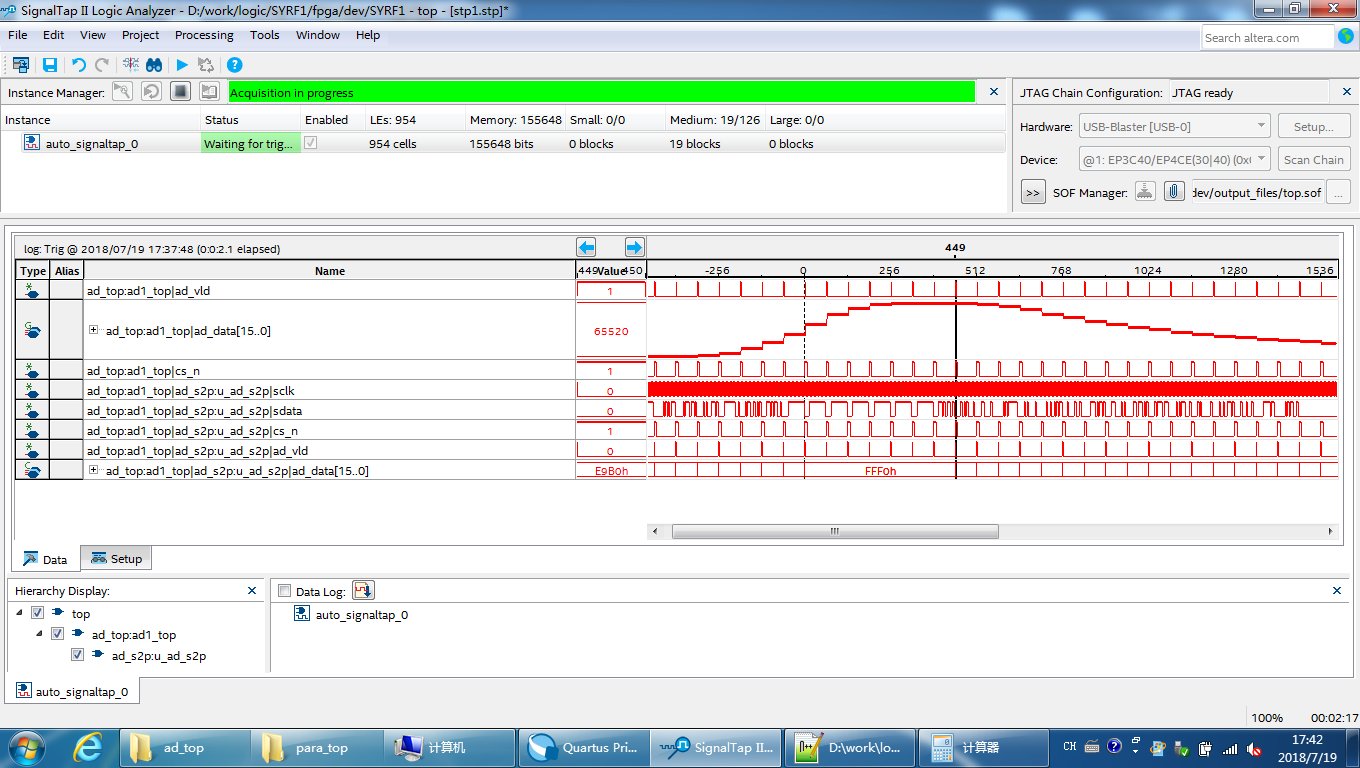 SignalTap II Logic Analyzer - D:/work/logic/SYRF1/fpga/dev/SYRF1 - top - [stp1.stp]*
File Edit View Project Processing Tools Window Help
Search altera.com
Instance Manager: Acquisition in progress
JTAG Chain Configuration: JTAG ready
Instance Status Enabled LEs: 954 Memory: 155648 Small: 0/0 Medium: 19/126 Large: 0/0
auto_signaltap_0 Waiting for trig... 954 cells 155648 bits 0 blocks 19 blocks 0 blocks
Hardware: USB-Blaster [USB-0] Setup...
Device: @1: EP3C40/EP4CE(30|40) (0x Scan Chain
>> SOF Manager: dev/output_files/top.sof ...
log: Trig @ 2018/07/19 17:37:48 (0:0:2.1 elapsed)
449
Type Alias Name 449 Value 450 -256 0 256 512 768 1024 1280 1536
ad_top:ad1_top|ad_vld 1
ad_top:ad1_top|ad_data[15..0] 65520
ad_top:ad1_top|cs_n 1
ad_top:ad1_top|ad_s2p:u_ad_s2p|sclk 0
ad_top:ad1_top|ad_s2p:u_ad_s2p|sdata 0
ad_top:ad1_top|ad_s2p:u_ad_s2p|cs_n 1
ad_top:ad1_top|ad_s2p:u_ad_s2p|ad_vld 0
ad_top:ad1_top|ad_s2p:u_ad_s2p|ad_data[15..0] E9B0h FFF0h
Data Setup
Hierarchy Display:
top
ad_top:ad1_top
ad_s2p:u_ad_s2p
Data Log:
auto_signaltap_0
auto_signaltap_0
100% 00:02:17
ad_top para_top 计算机 Quartus Pri... SignalTap II... D:\work\lo... 计算器 CH
17:42
2018/7/19